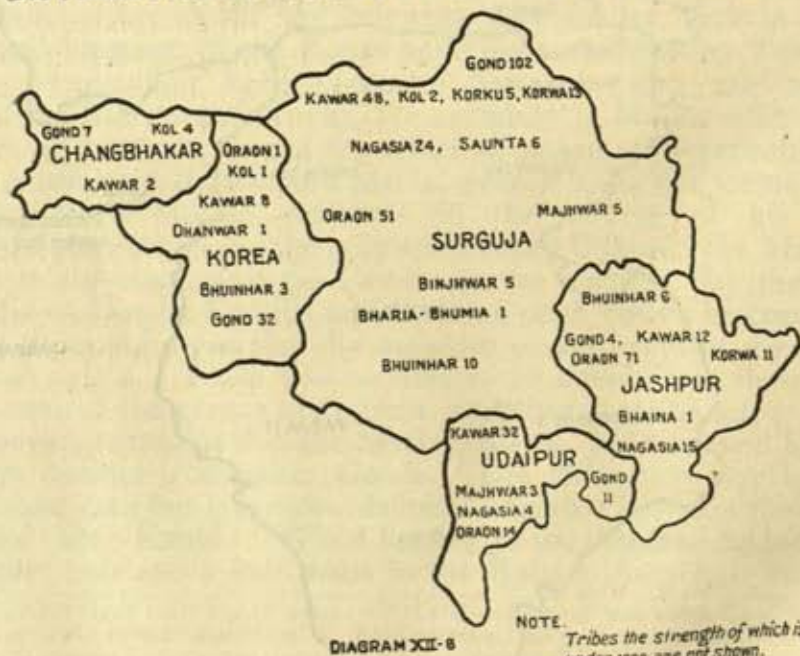 GOND 102
KAWAR 48, KOL 2, KORKU 5, KORWA 13
NAGASIA 24, SAUNTA 6
ORAON 51
MAJHWAR 5
SURGUJA
BINJHWAR 5
BHARIA-BHUMIA 1
BHUINHAR 10
GOND 7
KOL 4
CHANGBHAKAR
KAWAR 2
ORAON 1
KOL 1
KAWAR 8
DHANWAR 1
KOREA
BHUINHAR 3
GOND 32
BHUINHAR 6
GOND 4, KAWAR 12
ORAON 71
KORWA 11
JASHPUR
BHAINA 1
NAGASIA 15
KAWAR 32
UDAIPUR
MAJHWAR 3
GOND
11
NAGASIA 4
ORAON 14
DIAGRAM XII-8
NOTE.
Tribes the strength of which is
are not shown.